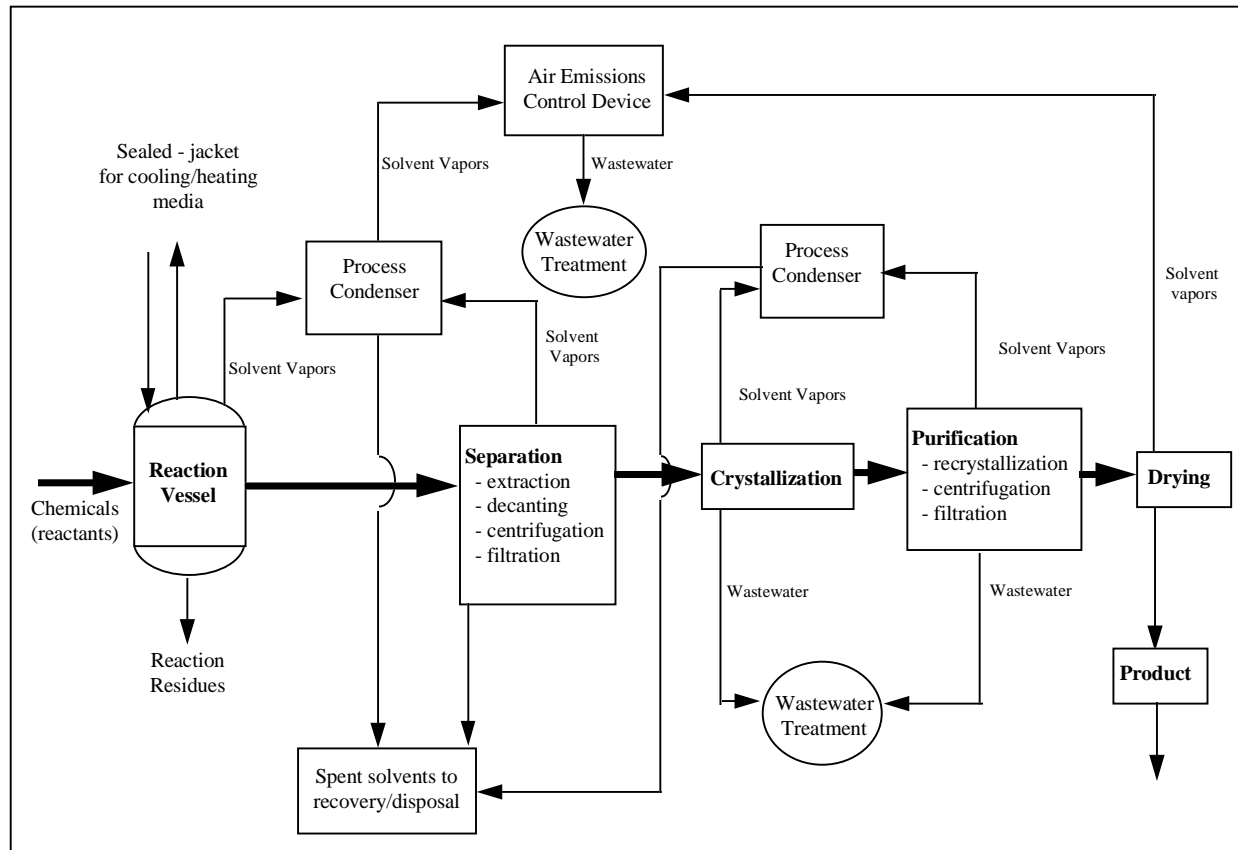 Air Emissions
Control Device
Sealed - jacket
for cooling/heating
media
Solvent Vapors
Wastewater
Wastewater
Treatment
Process
Condenser
Process
Condenser
Solvent
vapors
Solvent Vapors
Solvent
Vapors
Solvent Vapors
Solvent Vapors
Reaction
Vessel
Chemicals
(reactants)
Separation
- extraction
- decanting
- centrifugation
- filtration
Crystallization
Purification
- recrystallization
- centrifugation
- filtration
Drying
Wastewater
Wastewater
Reaction
Residues
Product
Wastewater
Treatment
Spent solvents to
recovery/disposal